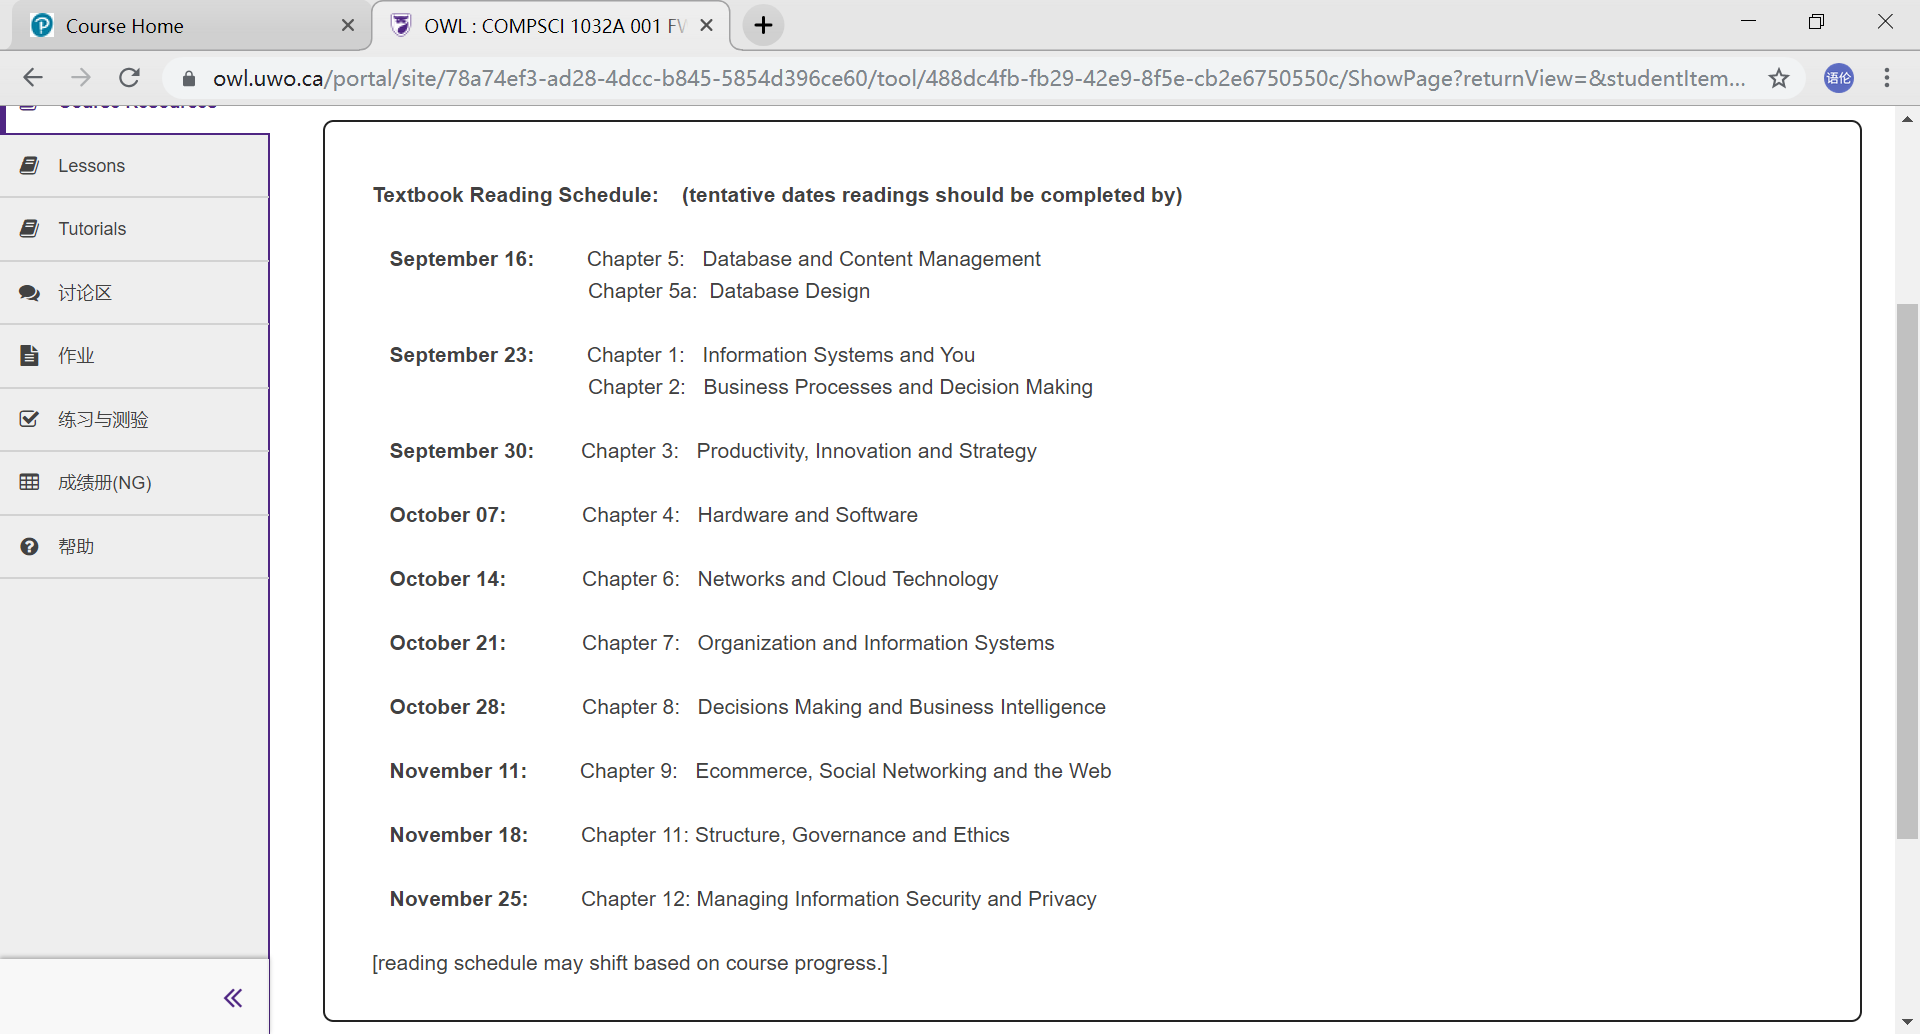 Course Home
OWL : COMPSCI 1032A 001 FW
owl.uwo.ca/portal/site/78a74ef3-ad28-4dcc-b845-5854d396ce60/tool/488dc4fb-fb29-42e9-8f5e-cb2e6750550c/ShowPage?returnView=&studentItem...
语伦
Course Resources
Lessons
Tutorials
讨论区
作业
练习与测验
成绩册(NG)
帮助
Textbook Reading Schedule: (tentative dates readings should be completed by)
September 16: Chapter 5: Database and Content Management
Chapter 5a: Database Design
September 23: Chapter 1: Information Systems and You
Chapter 2: Business Processes and Decision Making
September 30: Chapter 3: Productivity, Innovation and Strategy
October 07: Chapter 4: Hardware and Software
October 14: Chapter 6: Networks and Cloud Technology
October 21: Chapter 7: Organization and Information Systems
October 28: Chapter 8: Decisions Making and Business Intelligence
November 11: Chapter 9: Ecommerce, Social Networking and the Web
November 18: Chapter 11: Structure, Governance and Ethics
November 25: Chapter 12: Managing Information Security and Privacy
[reading schedule may shift based on course progress.]